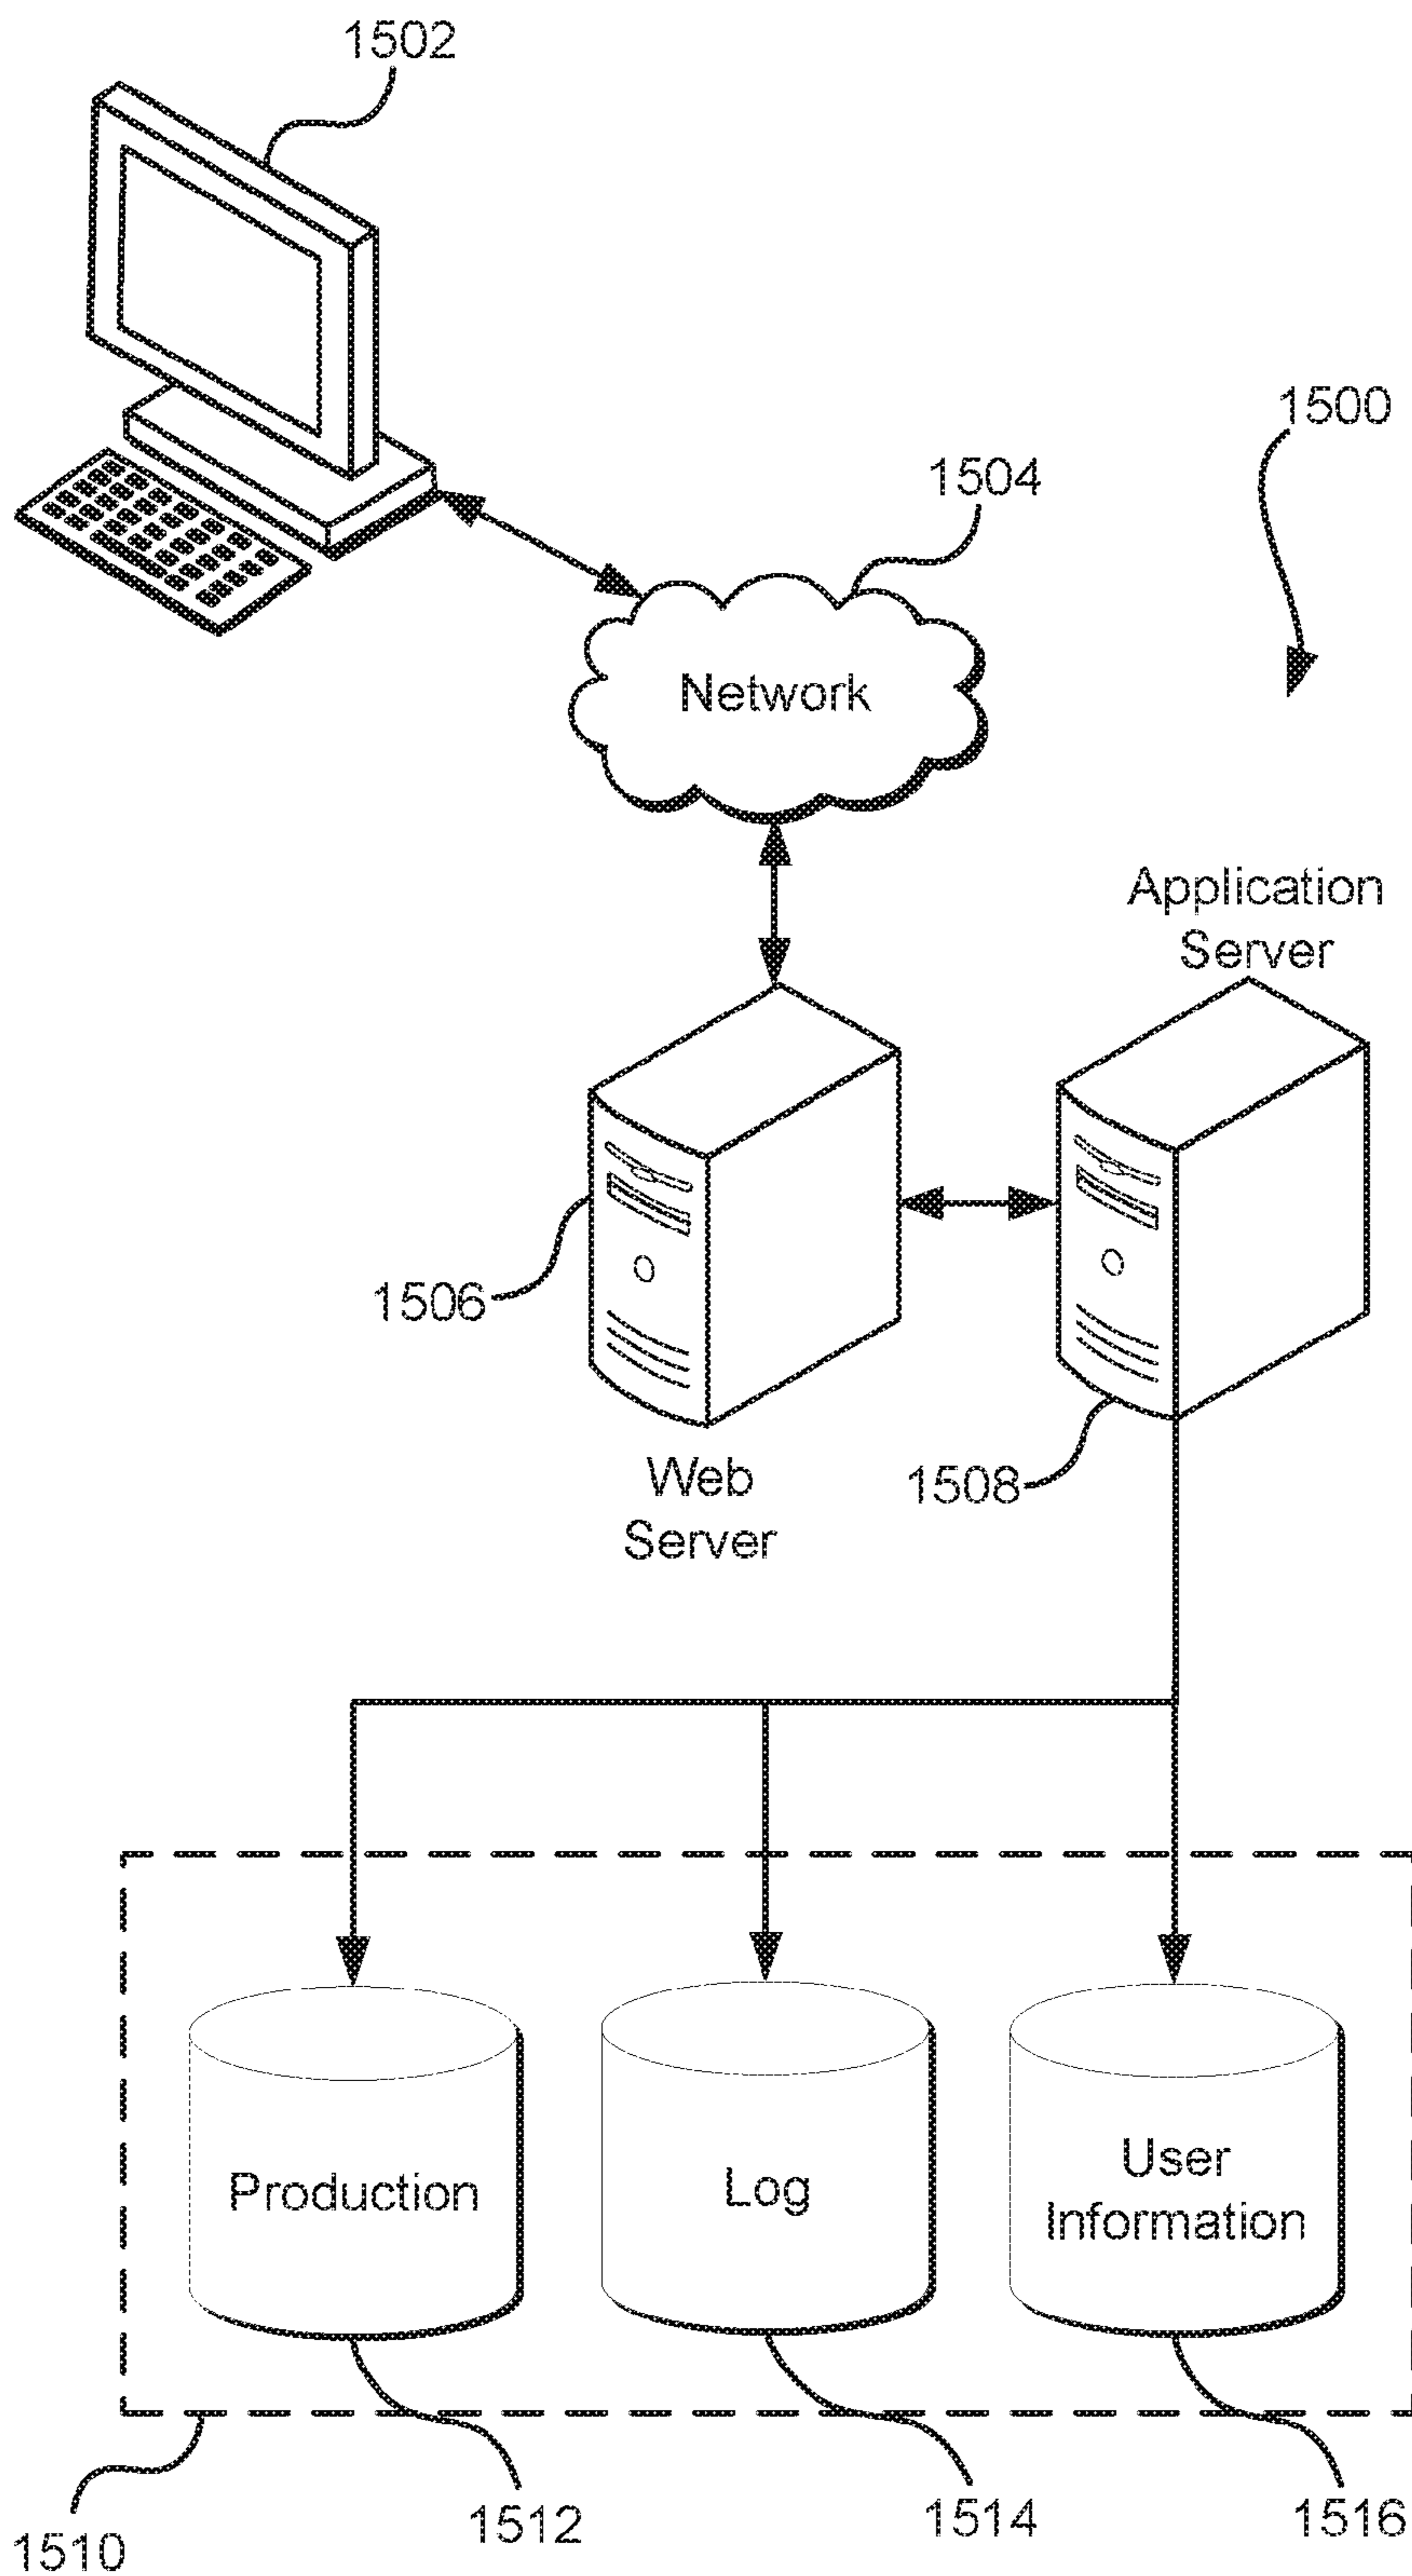 1502
1500
1504
Network
Application
Server
1506
1508
Web
Server
Production
Log
User
Information
1510
1512
1514
1516